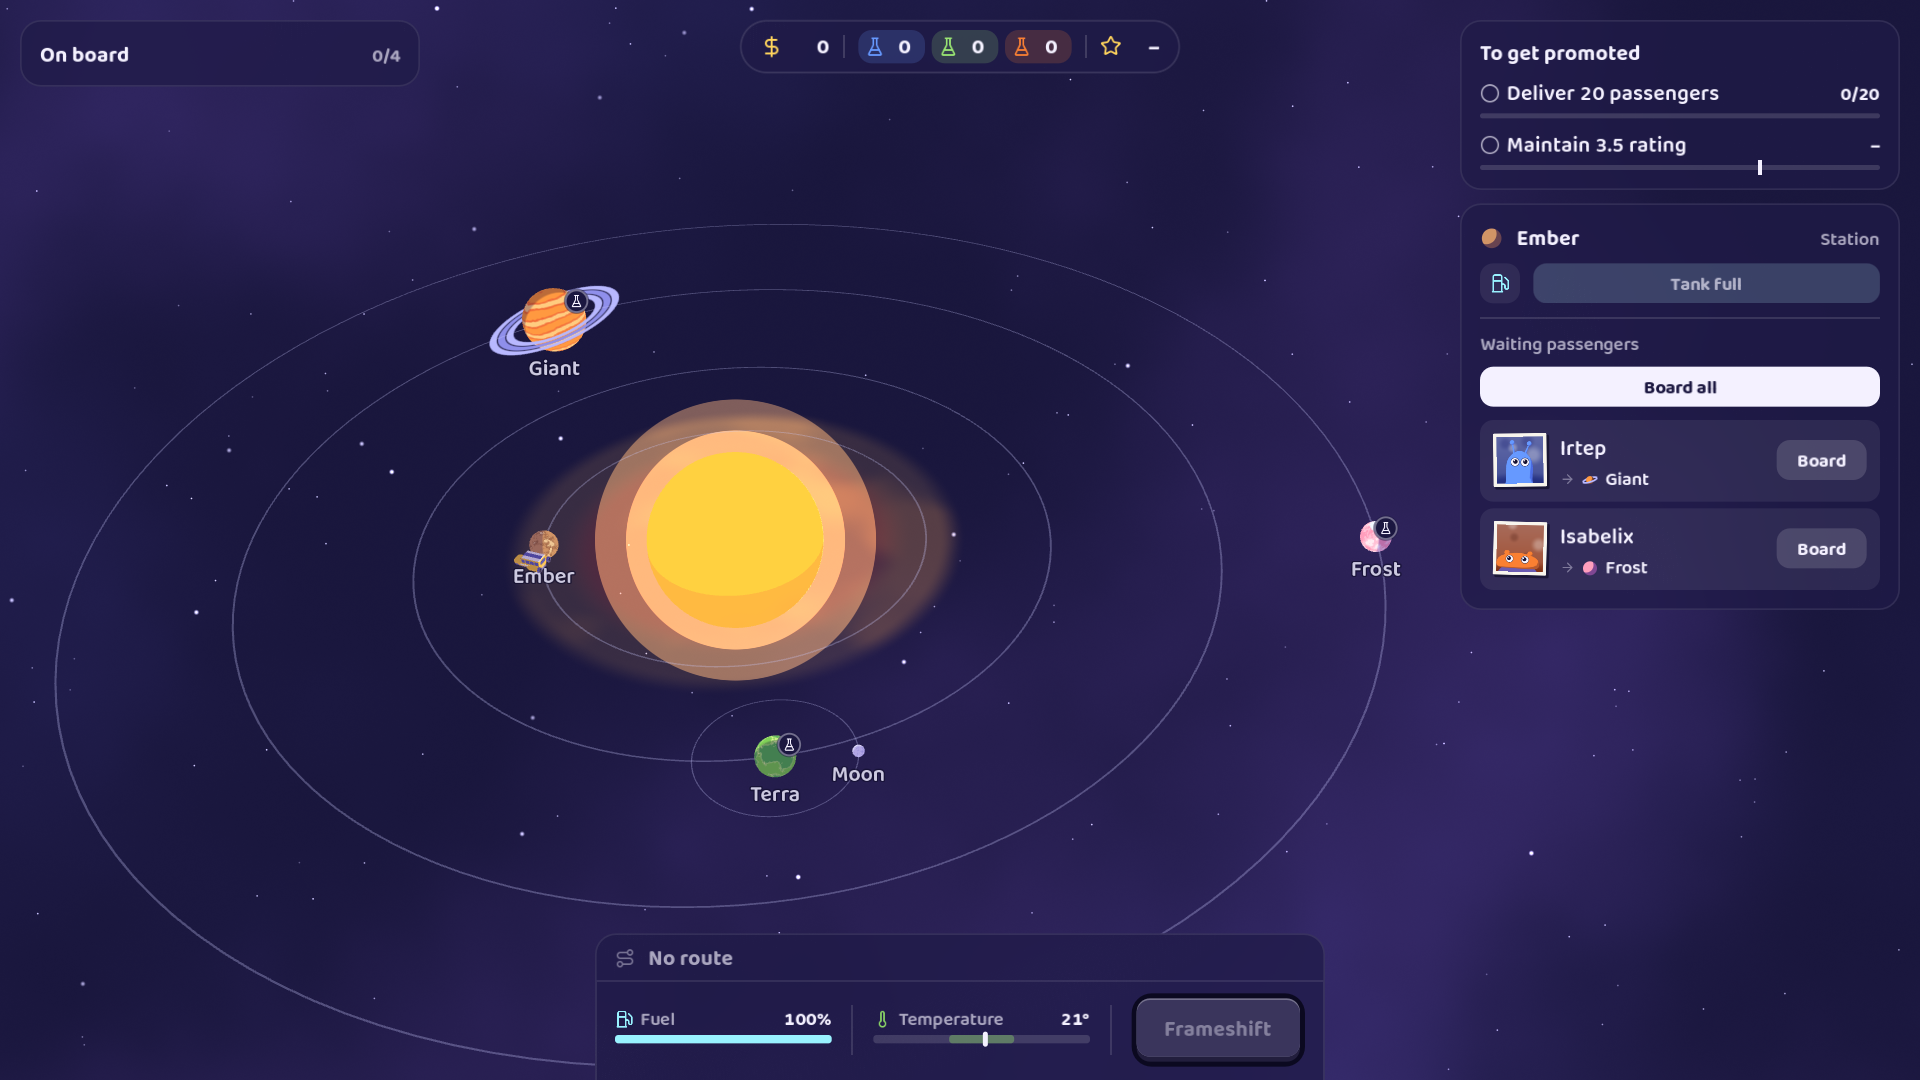 On board 0/4
$ 0 0 0 0 –
To get promoted
Deliver 20 passengers 0/20
Maintain 3.5 rating –
Ember Station
Tank full
Waiting passengers
Board all
Irtep
→ Giant
Board
Isabelix
→ Frost
Board
Giant
Ember
Frost
Terra
Moon
No route
Fuel 100%
Temperature 21°
Frameshift